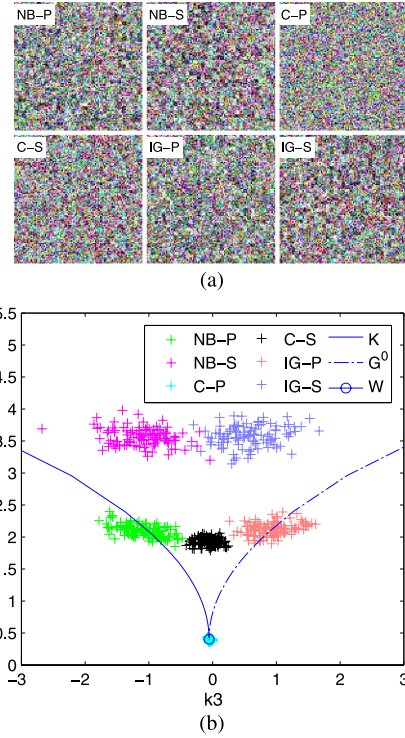 NB−P NB−S C−P
C−S IG−P IG−S
(a)
5.5
5
4.5
4
3.5
3
2.5
2
1.5
1
0.5
0
NB−P C−S K
NB−S IG−P G0
C−P IG−S W
−3 −2 −1 0 1 2 3
k3
(b)